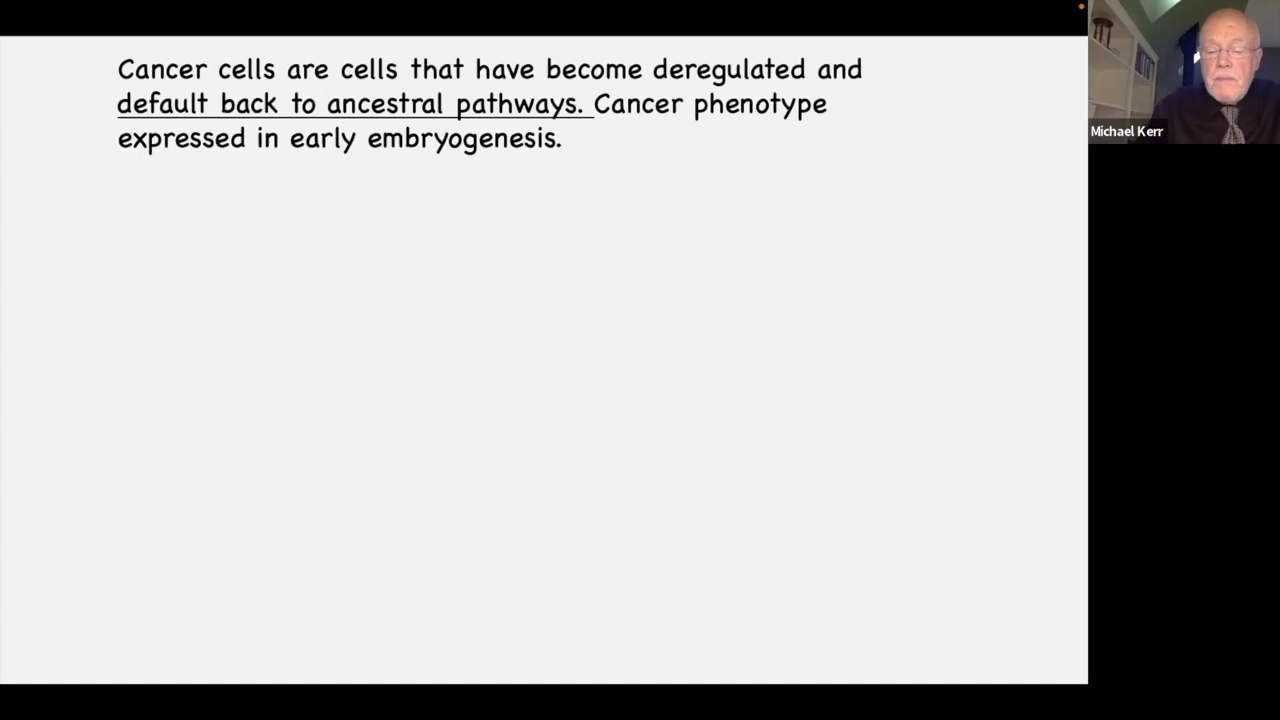 Cancer cells are cells that have become deregulated and
default back to ancestral pathways. Cancer phenotype
expressed in early embryogenesis.
Michael Kerr